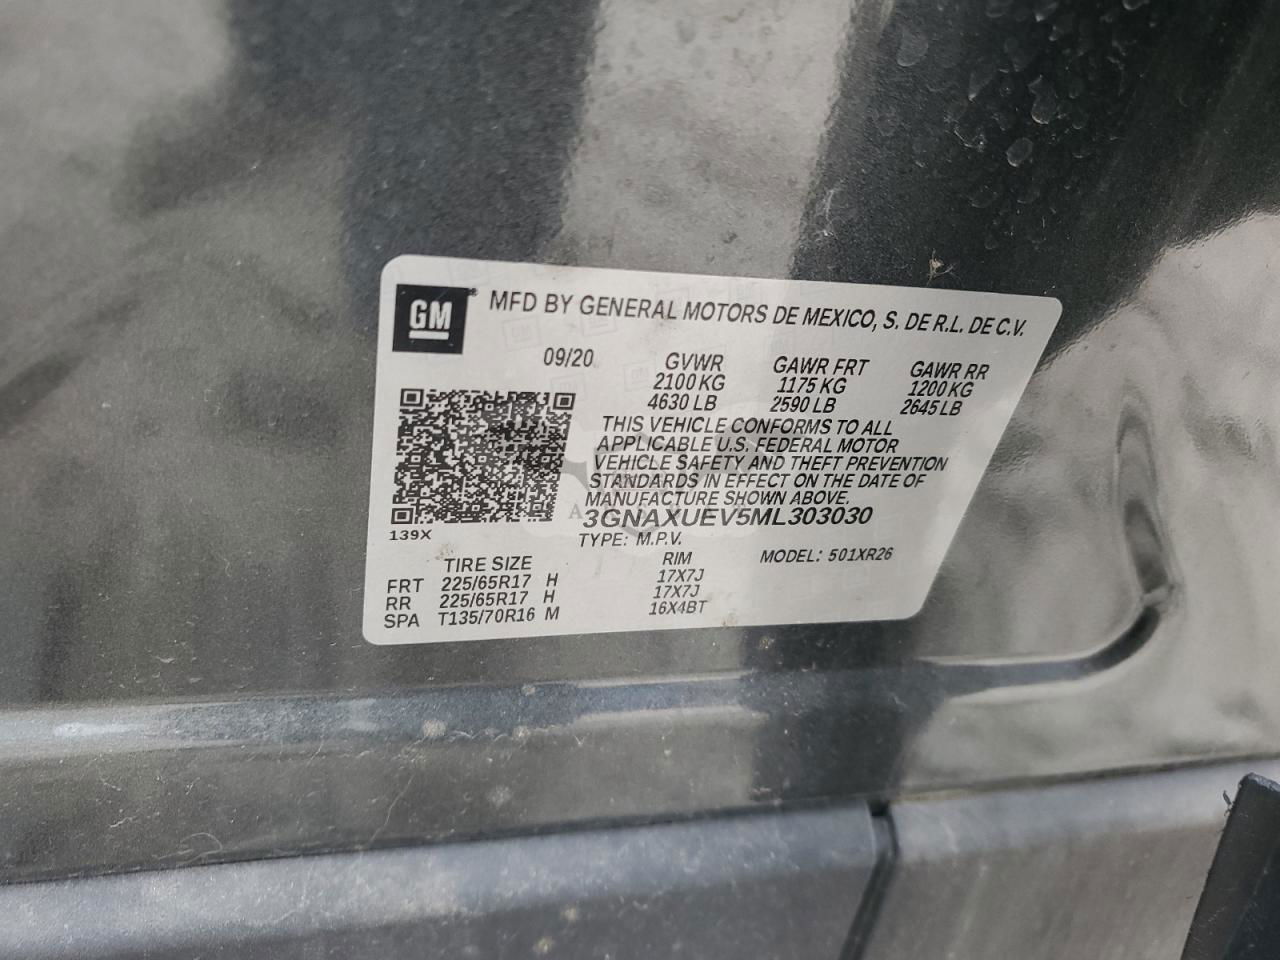 GM
MFD BY GENERAL MOTORS DE MEXICO, S. DE R.L. DE C.V.
09/20 GVWR GAWR FRT GAWR RR
2100 KG 1175 KG 1200 KG
4630 LB 2590 LB 2645 LB
THIS VEHICLE CONFORMS TO ALL
APPLICABLE U.S. FEDERAL MOTOR
VEHICLE SAFETY AND THEFT PREVENTION
STANDARDS IN EFFECT ON THE DATE OF
MANUFACTURE SHOWN ABOVE.
3GNAXUEV5ML303030
139X
TYPE: M.P.V.
TIRE SIZE RIM MODEL: 501XR26
FRT 225/65R17 H 17X7J
RR 225/65R17 H 17X7J
SPA T135/70R16 M 16X4BT